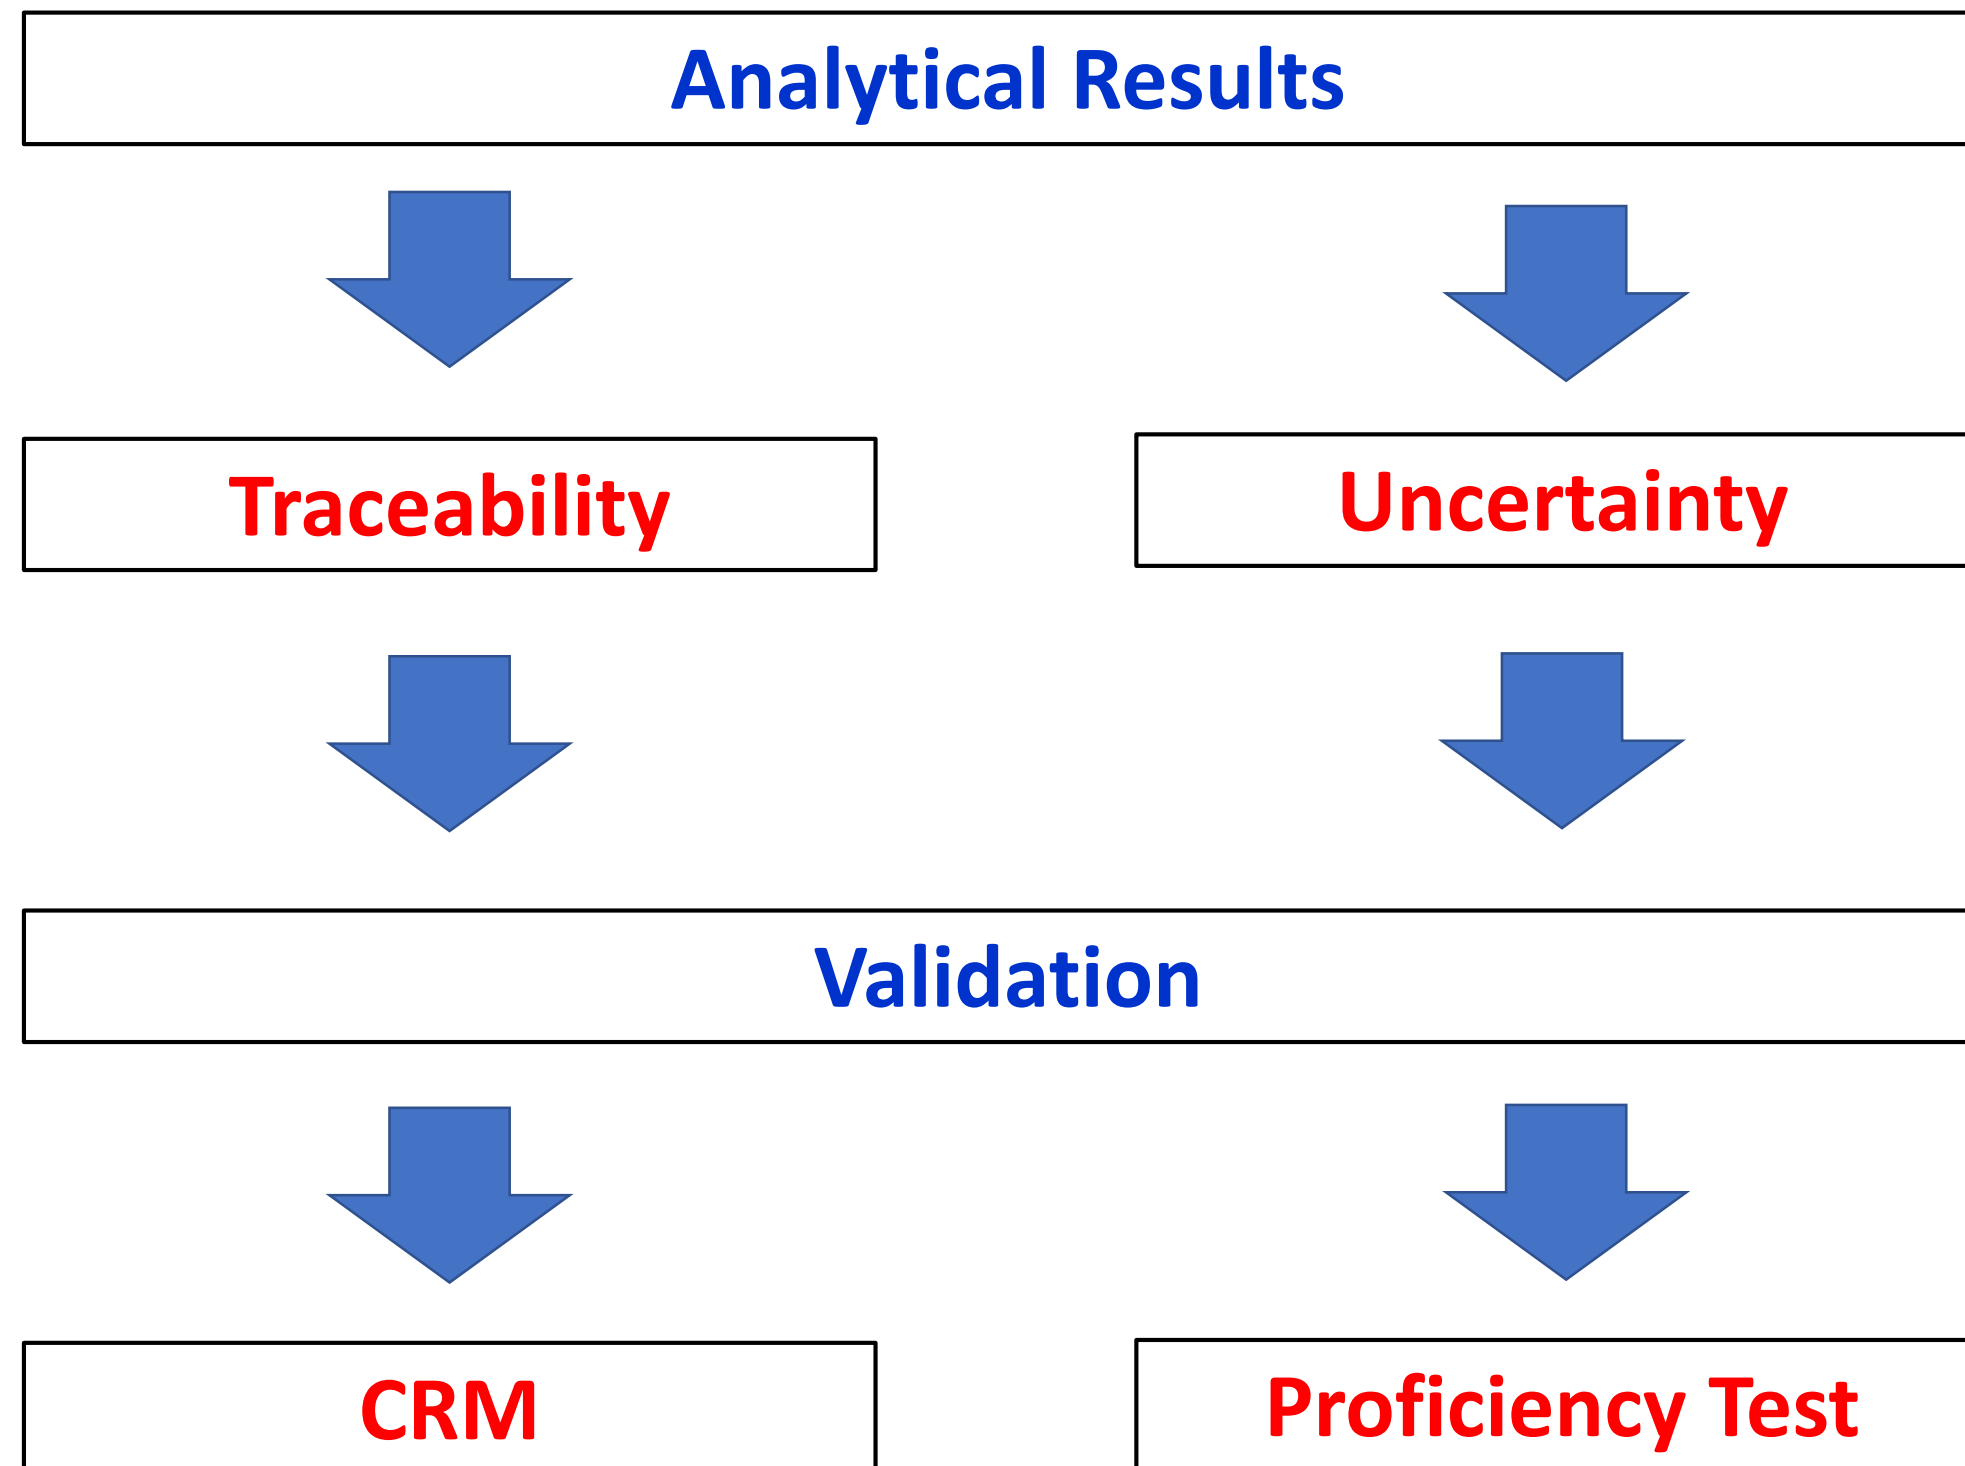 Analytical Results
Traceability
Uncertainty
Validation
CRM
Proficiency Test